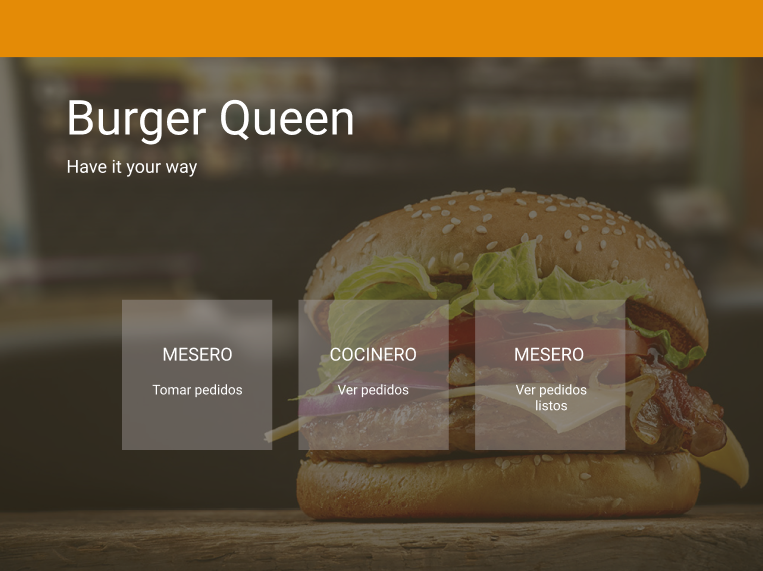 Burger Queen
Have it your way
MESERO
Tomar pedidos
COCINERO
Ver pedidos
MESERO
Ver pedidos
listos